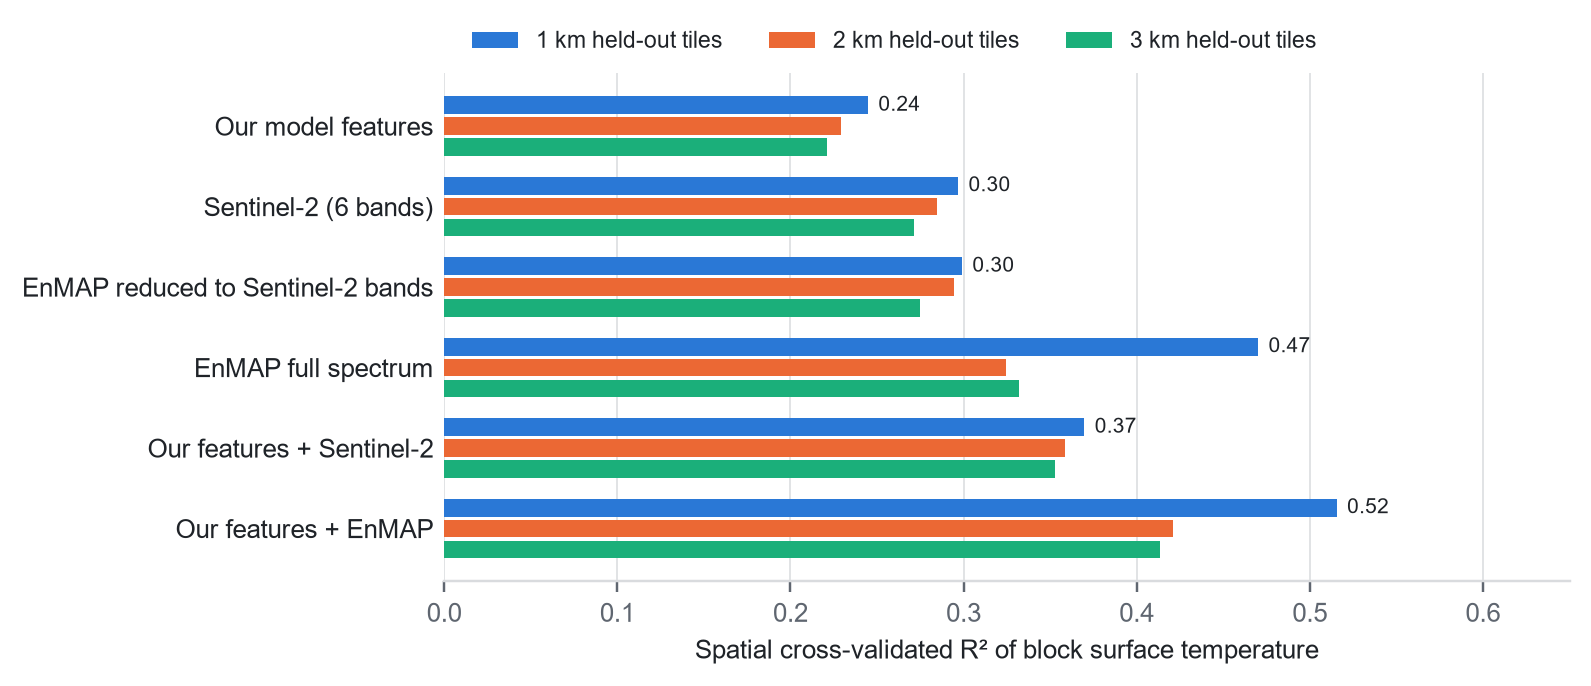 1 km held-out tiles 2 km held-out tiles 3 km held-out tiles
Our model features 0.24
Sentinel-2 (6 bands) 0.30
EnMAP reduced to Sentinel-2 bands 0.30
EnMAP full spectrum 0.47
Our features + Sentinel-2 0.37
Our features + EnMAP 0.52
0.0 0.1 0.2 0.3 0.4 0.5 0.6
Spatial cross-validated R² of block surface temperature